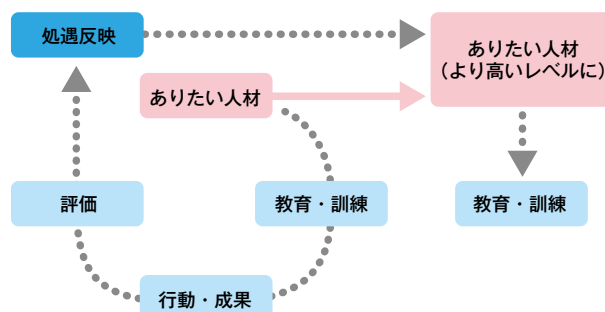 処遇反映
ありたい人材
（より高いレベルに）
ありたい人材
評価
教育・訓練
教育・訓練
行動・成果